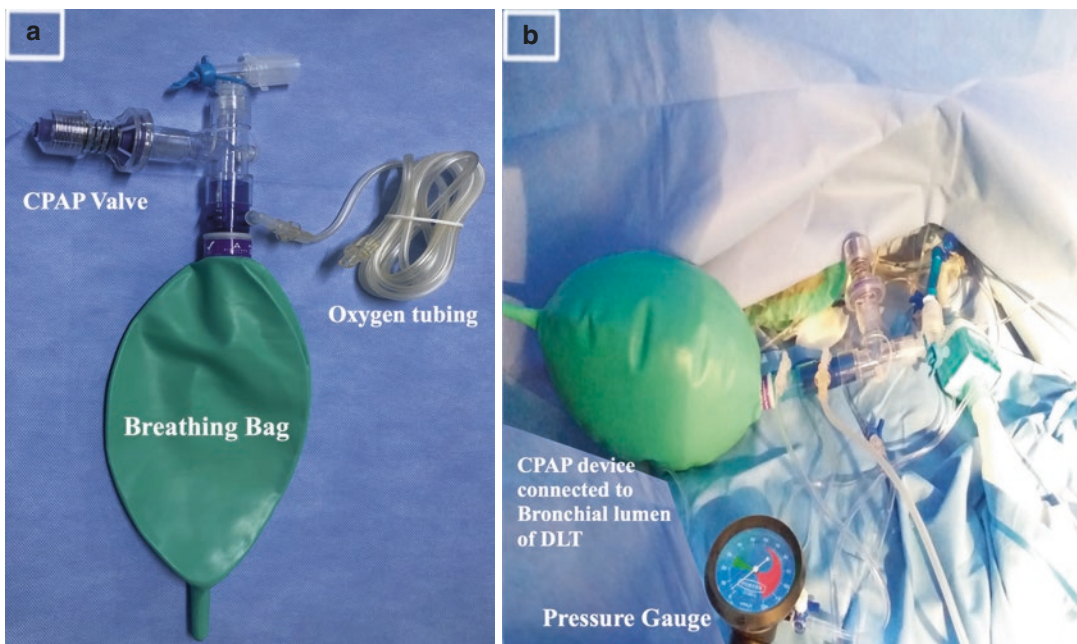 a
CPAP Valve
Oxygen tubing
Breathing Bag
b
CPAP device
connected to
Bronchial lumen
of DLT
Pressure Gauge